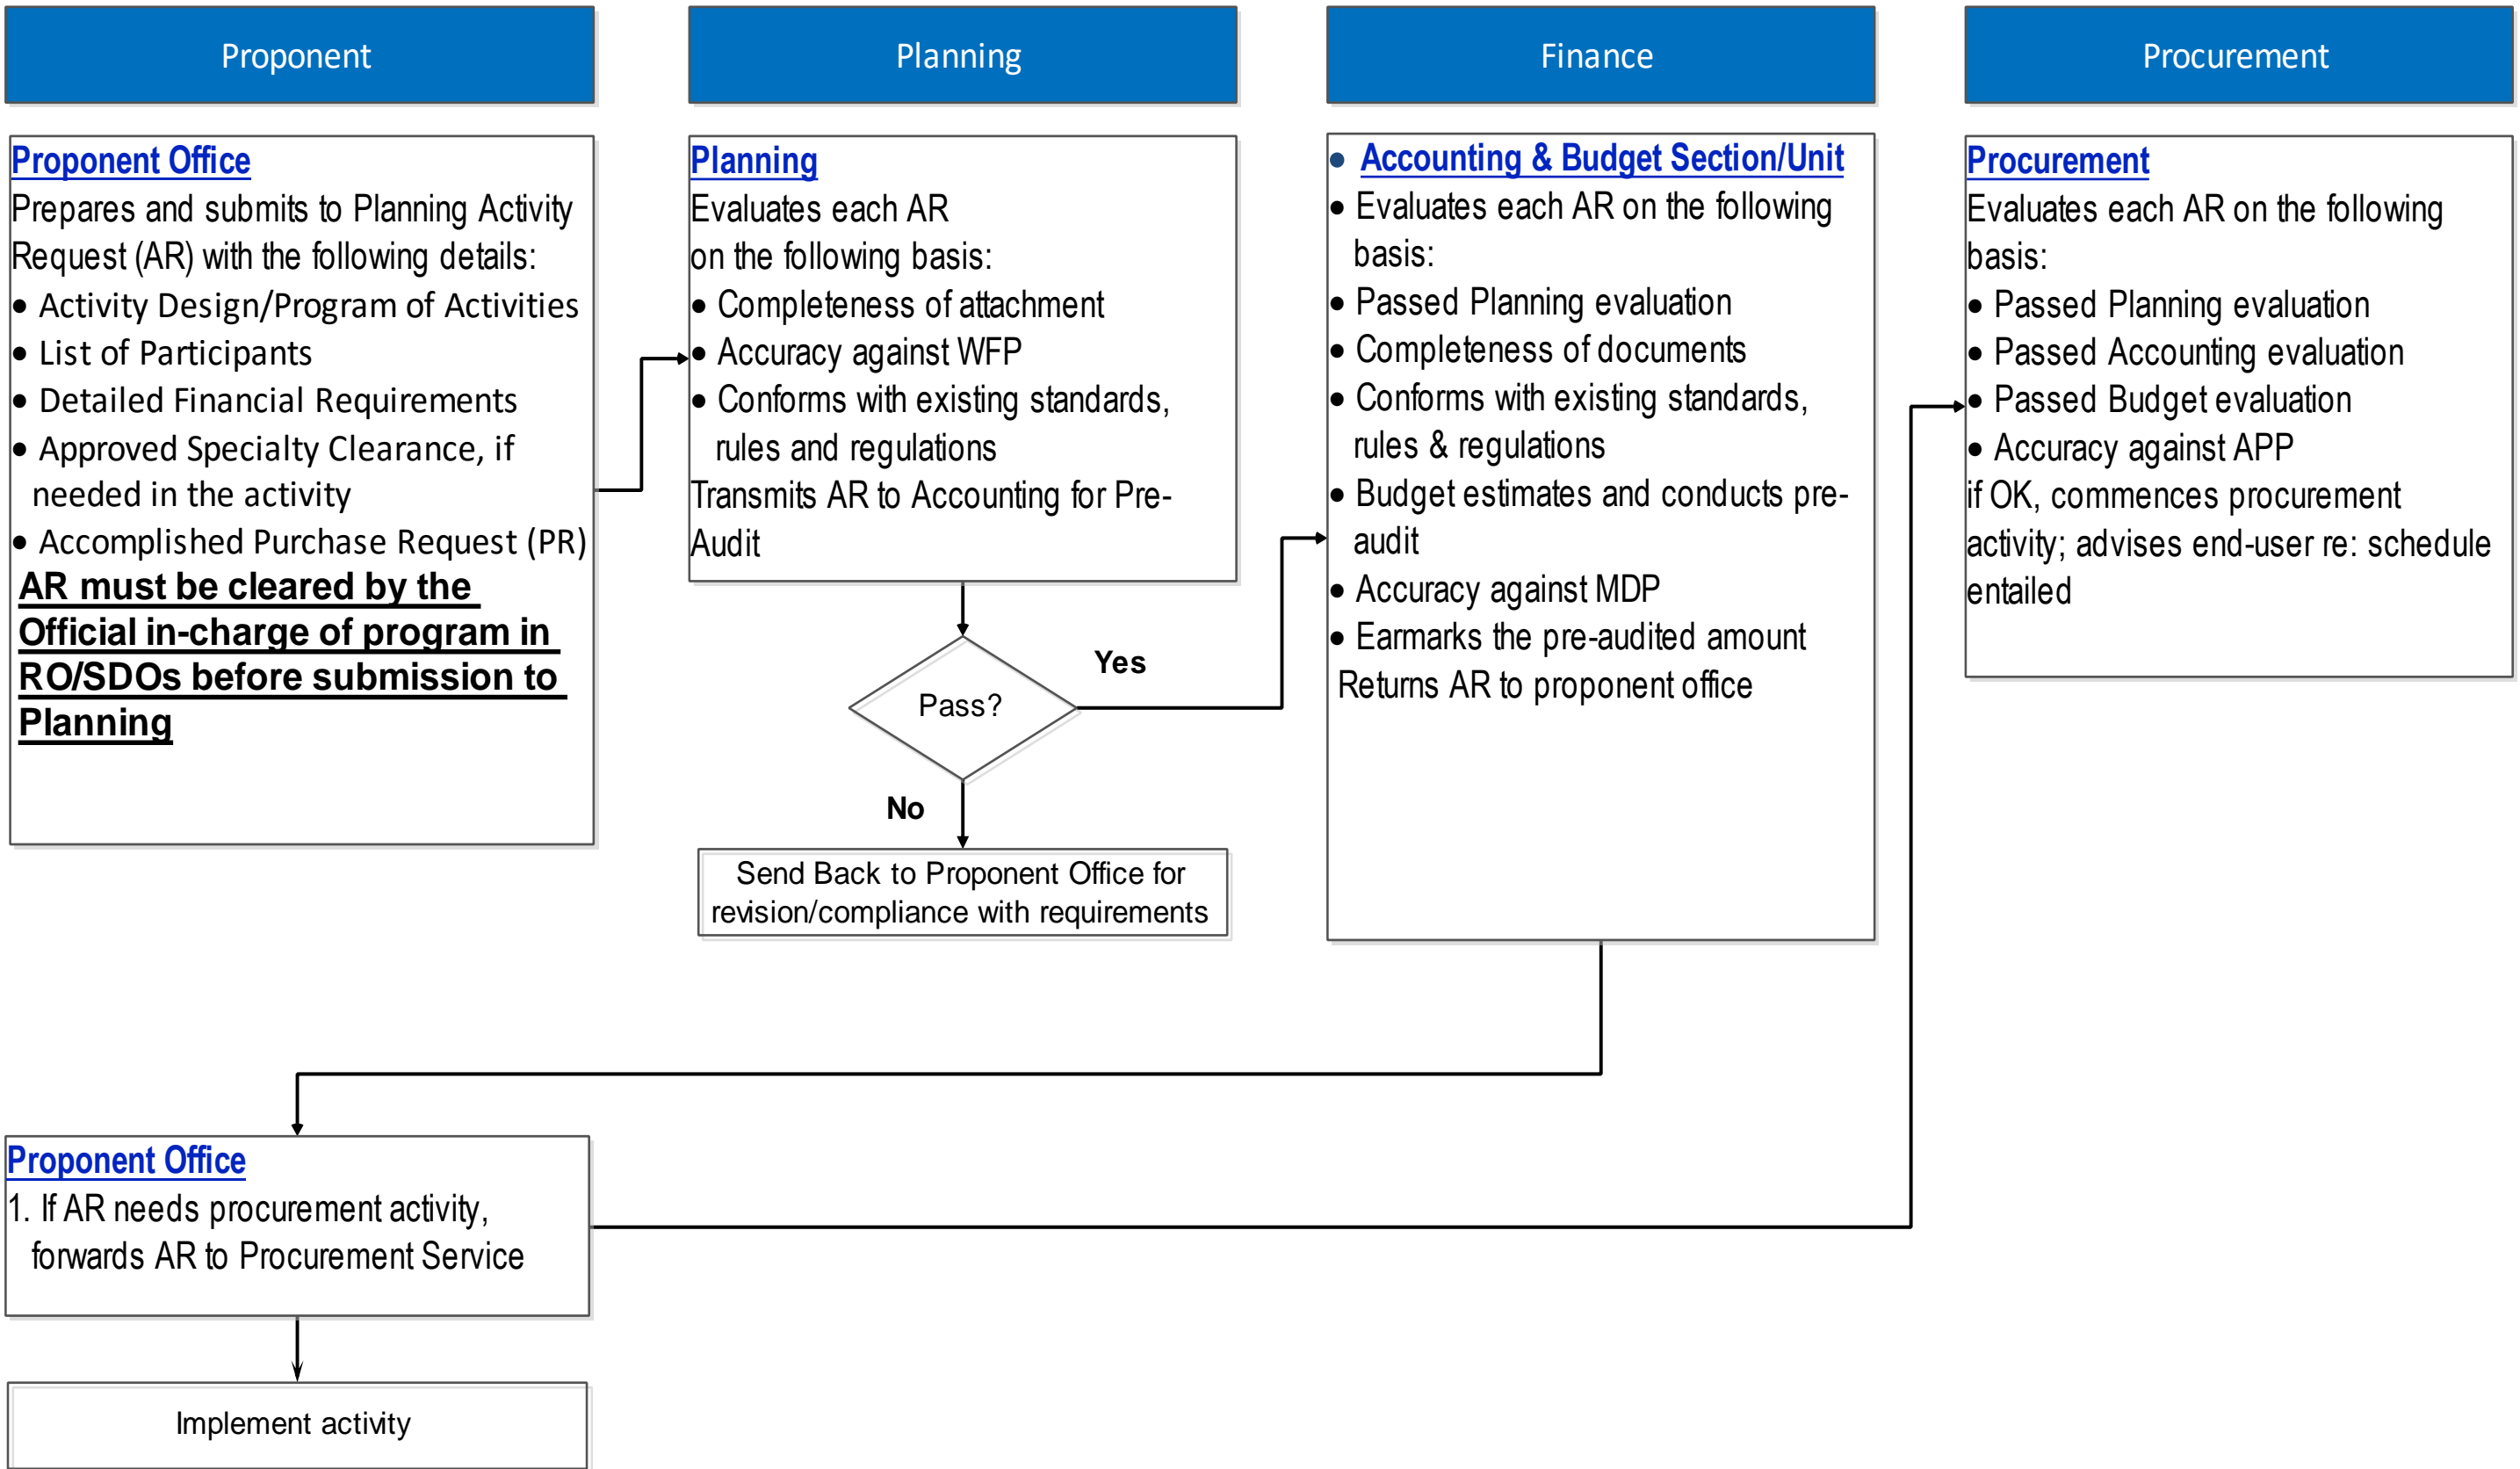 Proponent
Planning
Finance
Procurement
Proponent Office
Prepares and submits to Planning Activity
Request (AR) with the following details:
• Activity Design/Program of Activities
• List of Participants
• Detailed Financial Requirements
• Approved Specialty Clearance, if
needed in the activity
• Accomplished Purchase Request (PR)
AR must be cleared by the
Official in-charge of program in
RO/SDOs before submission to
Planning
Planning
Evaluates each AR
on the following basis:
• Completeness of attachment
• Accuracy against WFP
• Conforms with existing standards,
rules and regulations
Transmits AR to Accounting for Pre-
Audit
Pass?
Yes
No
Send Back to Proponent Office for
revision/compliance with requirements
• Accounting & Budget Section/Unit
• Evaluates each AR on the following
basis:
• Passed Planning evaluation
• Completeness of documents
• Conforms with existing standards,
rules & regulations
• Budget estimates and conducts pre-
audit
• Accuracy against MDP
• Earmarks the pre-audited amount
Returns AR to proponent office
Procurement
Evaluates each AR on the following
basis:
• Passed Planning evaluation
• Passed Accounting evaluation
• Passed Budget evaluation
• Accuracy against APP
if OK, commences procurement
activity; advises end-user re: schedule
entailed
Proponent Office
1. If AR needs procurement activity,
forwards AR to Procurement Service
Implement activity